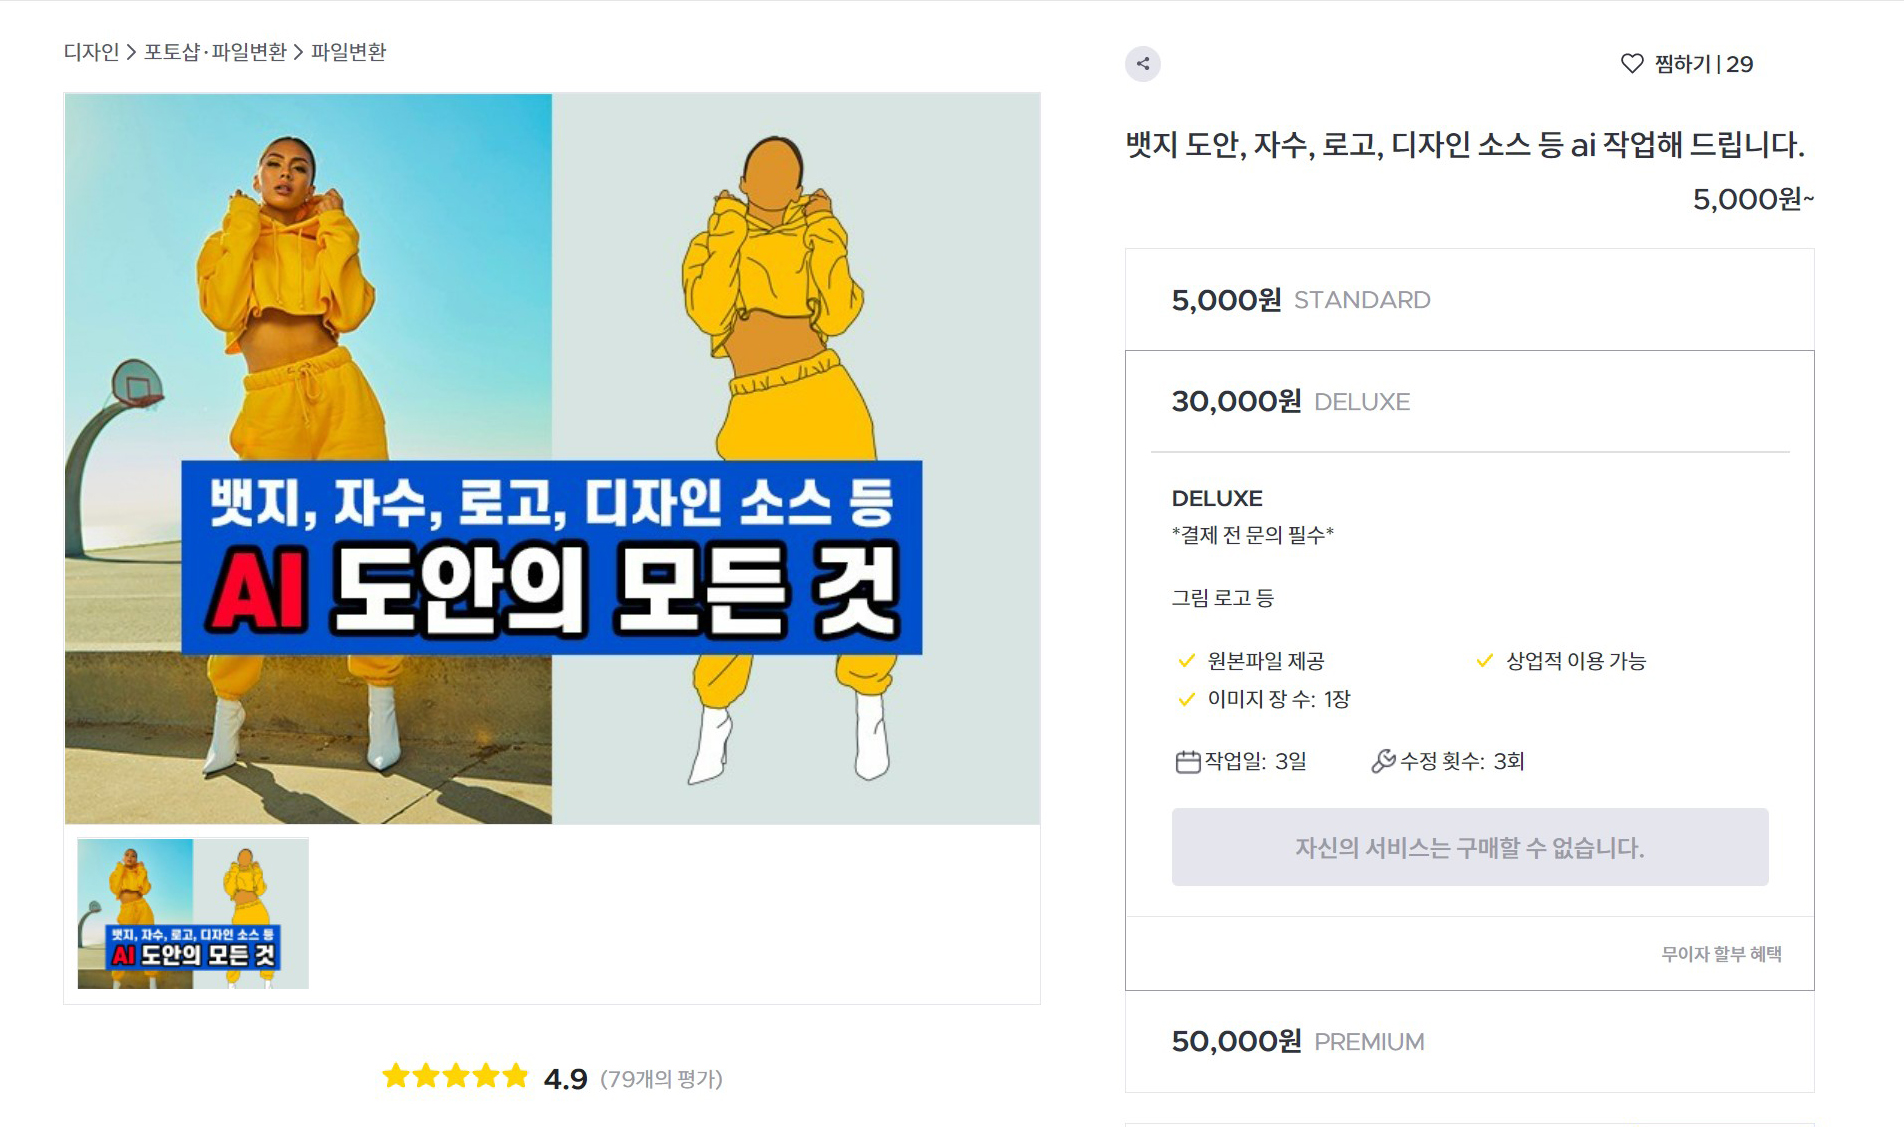 디자인 > 포토샵·파일변환 > 파일변환
뱃지, 자수, 로고, 디자인 소스 등
AI 도안의 모든 것
뱃지, 자수, 로고, 디자인 소스 등
AI 도안의 모든 것
4.9 (79개의 평가)
찜하기 | 29
뱃지 도안, 자수, 로고, 디자인 소스 등 ai 작업해 드립니다.
5,000원~
5,000원 STANDARD
30,000원 DELUXE
DELUXE
*결제 전 문의 필수*
그림 로고 등
원본파일 제공
상업적 이용 가능
이미지 장 수: 1장
작업일: 3일
수정 횟수: 3회
자신의 서비스는 구매할 수 없습니다.
무이자 할부 혜택
50,000원 PREMIUM